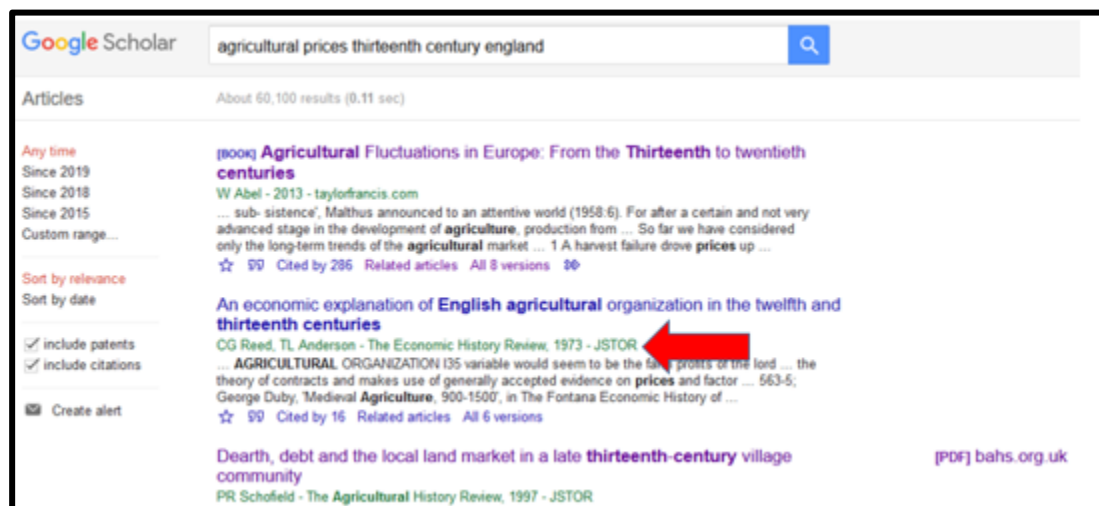 Google Scholar
agricultural prices thirteenth century england
Articles
About 60,100 results (0.11 sec)
Any time
Since 2019
Since 2018
Since 2015
Custom range...
Sort by relevance
Sort by date
include patents
include citations
Create alert
[BOOK] Agricultural Fluctuations in Europe: From the Thirteenth to twentieth
centuries
W Abel - 2013 - taylorfrancis.com
... sub- sistence', Malthus announced to an attentive world (1958:6). For after a certain and not very
advanced stage in the development of agriculture, production from ... So far we have considered
only the long-term trends of the agricultural market ... 1 A harvest failure drove prices up ...
Cited by 286 Related articles All 8 versions
An economic explanation of English agricultural organization in the twelfth and
thirteenth centuries
CG Reed, TL Anderson - The Economic History Review, 1973 - JSTOR
... AGRICULTURAL ORGANIZATION I35 variable would seem to be the profits of the lord ... the
theory of contracts and makes use of generally accepted evidence on prices and factor ... 563-5;
George Duby, 'Medieval Agriculture, 900-1500', in The Fontana Economic History of ...
Cited by 16 Related articles All 6 versions
Dearth, debt and the local land market in a late thirteenth-century village
community
PR Schofield - The Agricultural History Review, 1997 - JSTOR
[PDF] bahs.org.uk